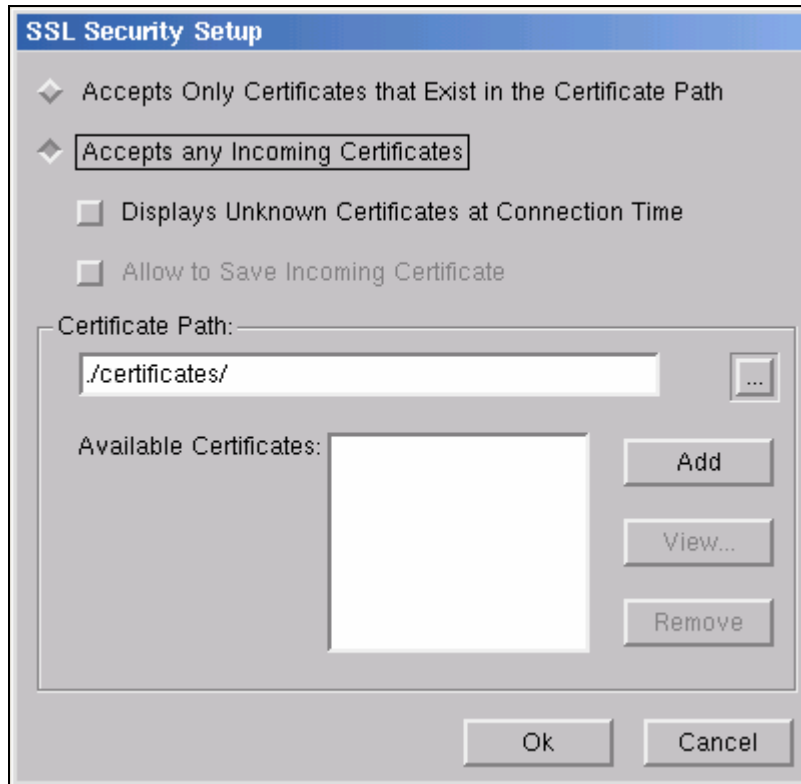 SSL Security Setup
Accepts Only Certificates that Exist in the Certificate Path
Accepts any Incoming Certificates
Displays Unknown Certificates at Connection Time
Allow to Save Incoming Certificate
Certificate Path:
./certificates/
...
Available Certificates:
Add
View...
Remove
Ok
Cancel